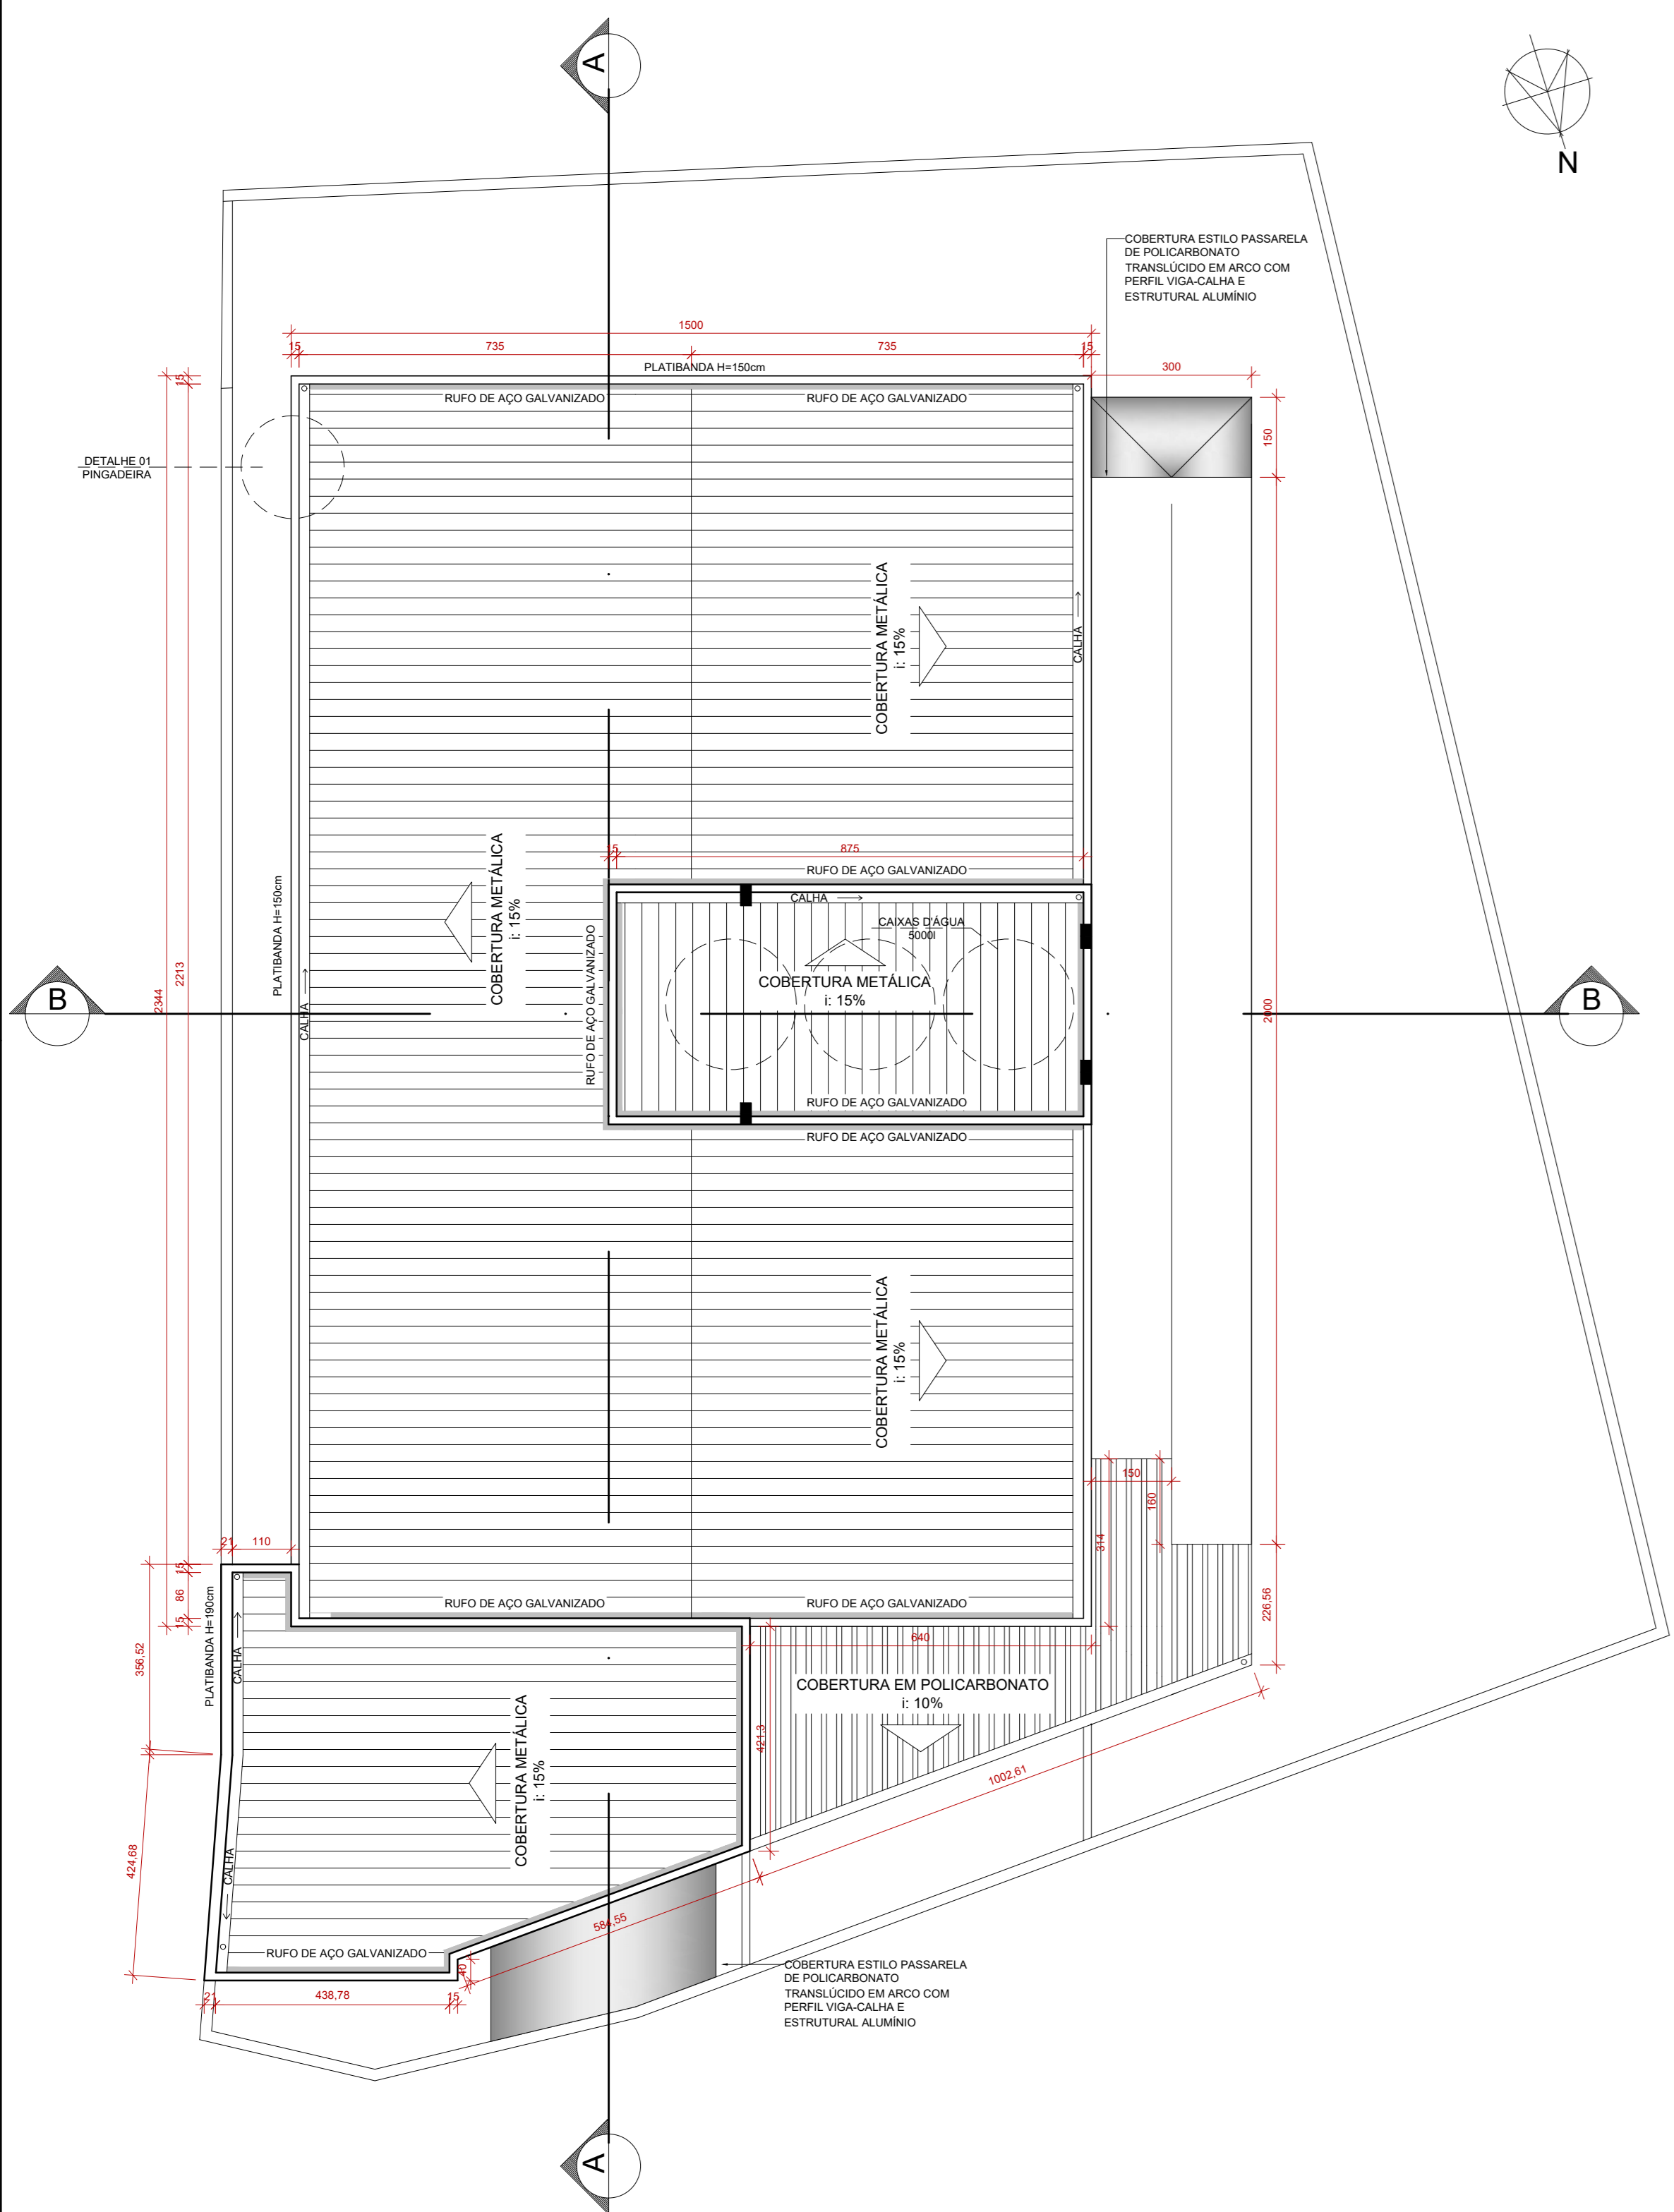 A
N
COBERTURA ESTILO PASSARELA
DE POLICARBONATO
TRANSLÚCIDO EM ARCO COM
PERFIL VIGA-CALHA E
ESTRUTURAL ALUMÍNIO
1500
15
735
735
15
PLATIBANDA H=150cm
300
15
RUFO DE AÇO GALVANIZADO
RUFO DE AÇO GALVANIZADO
150
DETALHE 01
PINGADEIRA
COBERTURA METÁLICA
i: 15%
CALHA
15
875
RUFO DE AÇO GALVANIZADO
COBERTURA METÁLICA
i: 15%
PLATIBANDA H=150cm
CALHA
CAIXAS D'ÁGUA
5000l
RUFO DE AÇO GALVANIZADO
COBERTURA METÁLICA
i: 15%
2344
2213
B
CALHA
2000
B
RUFO DE AÇO GALVANIZADO
RUFO DE AÇO GALVANIZADO
COBERTURA METÁLICA
i: 15%
150
160
314
21
110
15
86
15
356,52
PLATIBANDA H=190cm
CALHA
RUFO DE AÇO GALVANIZADO
RUFO DE AÇO GALVANIZADO
226,56
640
COBERTURA EM POLICARBONATO
i: 10%
421,3
COBERTURA METÁLICA
i: 15%
1002,61
424,68
CALHA
584,55
RUFO DE AÇO GALVANIZADO
40
21
438,78
15
COBERTURA ESTILO PASSARELA
DE POLICARBONATO
TRANSLÚCIDO EM ARCO COM
PERFIL VIGA-CALHA E
ESTRUTURAL ALUMÍNIO
A